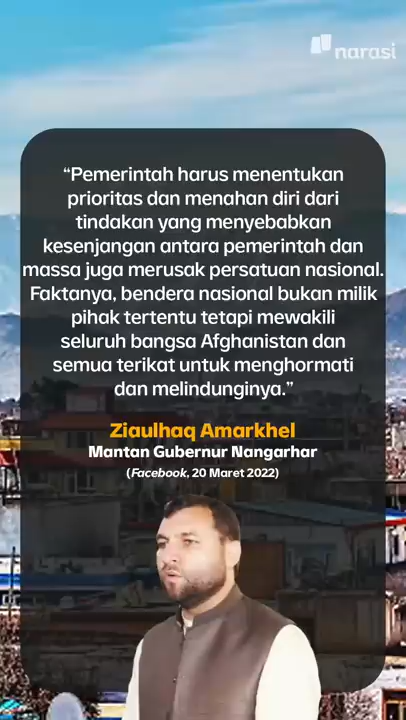 narasi
“Pemerintah harus menentukan
prioritas dan menahan diri dari
tindakan yang menyebabkan
kesenjangan antara pemerintah dan
massa juga merusak persatuan nasional.
Faktanya, bendera nasional bukan milik
pihak tertentu tetapi mewakili
seluruh bangsa Afghanistan dan
semua terikat untuk menghormati
dan melindunginya.”
Ziaulhaq Amarkhel
Mantan Gubernur Nangarhar
(Facebook, 20 Maret 2022)